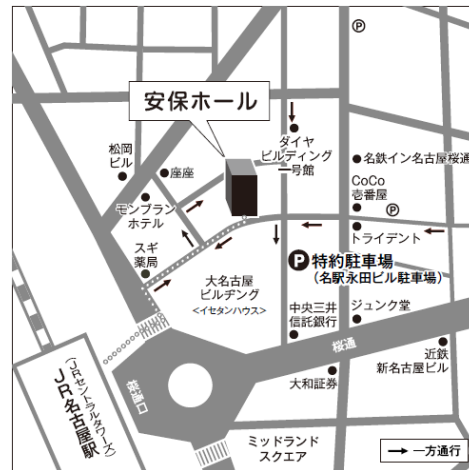 P
安保ホール
ダイヤ
ビルディング
一号館
松岡
ビル
座座
名鉄イン名古屋桜通
CoCo
壱番屋
P
モンブラン
ホテル
トライデント
スギ
薬局
P特約駐車場
(名駅永田ビル駐車場)
大名古屋
ビルヂング
<イセタンハウス>
中央三井
信託銀行
ジュンク堂
桜通
近鉄
新名古屋ビル
大和証券
桜通口
JR名古屋駅
(JRセントラルタワーズ)
ミッドランド
スクエア
→一方通行